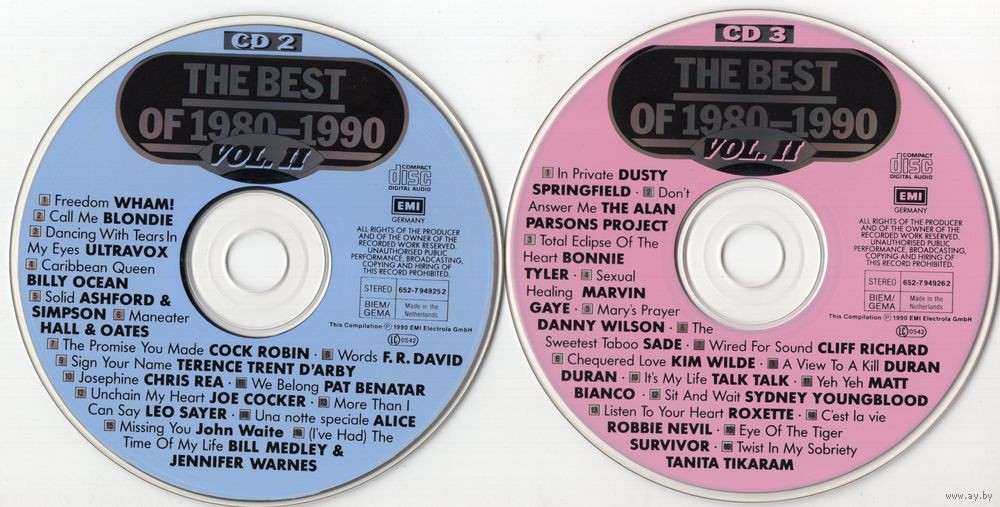 CD 2
THE BEST
OF 1980–1990
VOL. II
COMPACT
disc
DIGITAL AUDIO
EMI
GERMANY
1 Freedom WHAM!
2 Call Me BLONDIE
3 Dancing With Tears In
My Eyes ULTRAVOX
4 Caribbean Queen
BILLY OCEAN
5 Solid ASHFORD &
SIMPSON 6 Maneater
HALL & OATES
7 The Promise You Made COCK ROBIN · 8 Words F. R. DAVID
9 Sign Your Name TERENCE TRENT D'ARBY
10 Josephine CHRIS REA · 11 We Belong PAT BENATAR
12 Unchain My Heart JOE COCKER · 13 More Than I
Can Say LEO SAYER · 14 Una notte speciale ALICE
15 Missing You John Waite · 16 (I've Had) The
Time Of My Life BILL MEDLEY &
JENNIFER WARNES
ALL RIGHTS OF THE PRODUCER
AND OF THE OWNER OF THE
RECORDED WORK RESERVED.
UNAUTHORISED PUBLIC
PERFORMANCE, BROADCASTING,
COPYING AND HIRING OF
THIS RECORD PROHIBITED.
STEREO 652-7949252
BIEM/
GEMA
Made in the
Netherlands
This Compilation Ⓟ 1990 EMI Electrola GmbH
LC 0542
CD 3
THE BEST
OF 1980–1990
VOL. II
COMPACT
disc
DIGITAL AUDIO
EMI
GERMANY
1 In Private DUSTY
SPRINGFIELD · 2 Don't
Answer Me THE ALAN
PARSONS PROJECT
3 Total Eclipse Of The
Heart BONNIE
TYLER · 4 Sexual
Healing MARVIN
GAYE · 5 Mary's Prayer
DANNY WILSON · 6 The
Sweetest Taboo SADE · 7 Wired For Sound CLIFF RICHARD
8 Chequered Love KIM WILDE · 9 A View To A Kill DURAN
DURAN · 10 It's My Life TALK TALK · 11 Yeh Yeh MATT
BIANCO · 12 Sit And Wait SYDNEY YOUNGBLOOD
13 Listen To Your Heart ROXETTE · 14 C'est la vie
ROBBIE NEVIL · 15 Eye Of The Tiger
SURVIVOR · 16 Twist In My Sobriety
TANITA TIKARAM
ALL RIGHTS OF THE PRODUCER
AND OF THE OWNER OF THE
RECORDED WORK RESERVED.
UNAUTHORISED PUBLIC
PERFORMANCE, BROADCASTING,
COPYING AND HIRING OF
THIS RECORD PROHIBITED.
STEREO 652-7949262
BIEM/
GEMA
Made in the
Netherlands
This Compilation Ⓟ 1990 EMI Electrola GmbH
LC 0542
www.ay.by